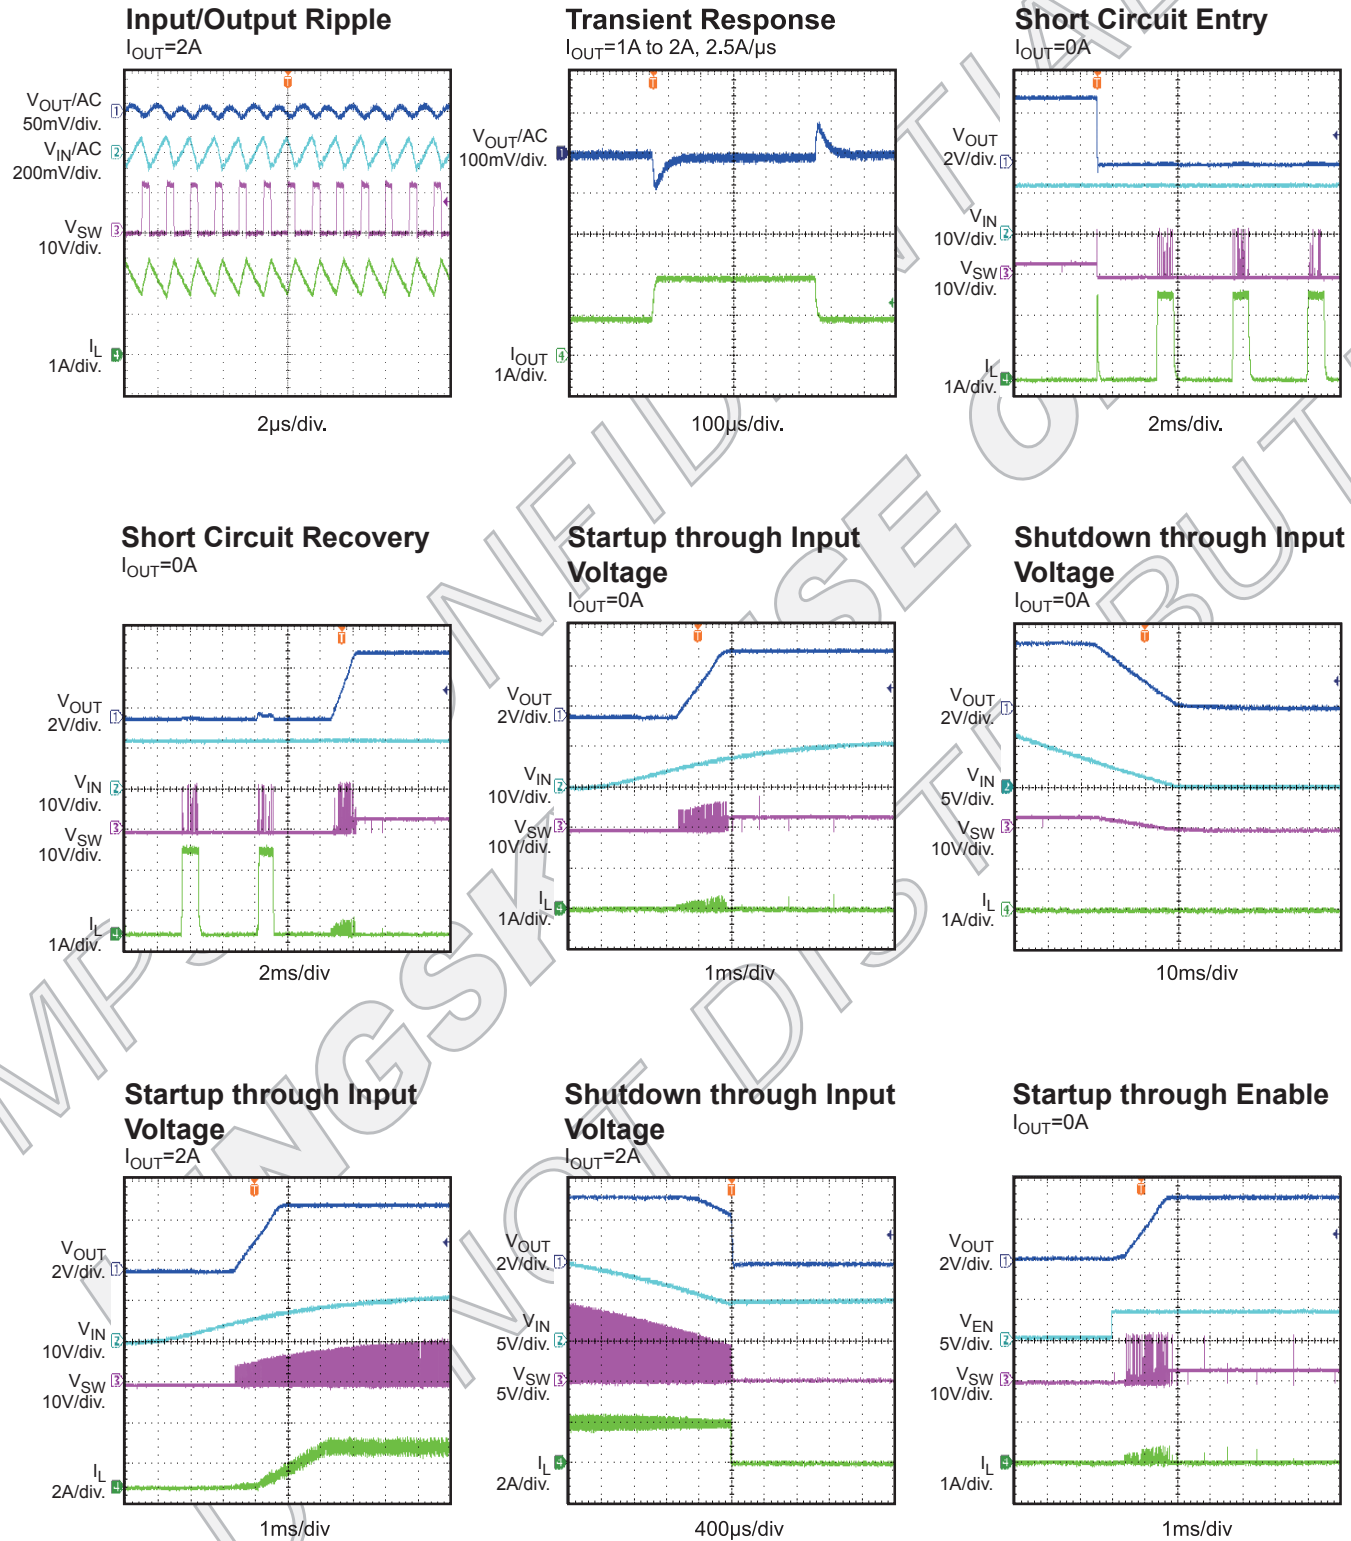 Input/Output Ripple
IOUT=2A
VOUT/AC
50mV/div.
VIN/AC
200mV/div.
VSW
10V/div.
IL
1A/div.
2µs/div.
Transient Response
IOUT=1A to 2A, 2.5A/µs
VOUT/AC
100mV/div.
IOUT
1A/div.
100µs/div.
Short Circuit Entry
IOUT=0A
VOUT
2V/div.
VIN
10V/div.
VSW
10V/div.
IL
1A/div.
2ms/div.
Short Circuit Recovery
IOUT=0A
VOUT
2V/div.
VIN
10V/div.
VSW
10V/div.
IL
1A/div.
2ms/div
Startup through Input
Voltage
IOUT=0A
VOUT
2V/div.
VIN
10V/div.
VSW
10V/div.
IL
1A/div.
1ms/div
Shutdown through Input
Voltage
IOUT=0A
VOUT
2V/div.
VIN
5V/div.
VSW
10V/div.
IL
1A/div.
10ms/div
Startup through Input
Voltage
IOUT=2A
VOUT
2V/div.
VIN
10V/div.
VSW
10V/div.
IL
2A/div.
1ms/div
Shutdown through Input
Voltage
IOUT=2A
VOUT
2V/div.
VIN
5V/div.
VSW
5V/div.
IL
2A/div.
400µs/div
Startup through Enable
IOUT=0A
VOUT
2V/div.
VEN
5V/div.
VSW
10V/div.
IL
1A/div.
1ms/div